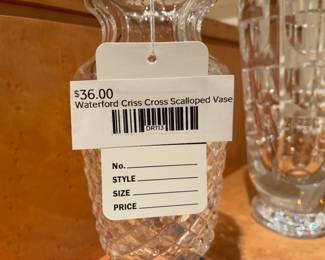 $36.00
Waterford Criss Cross Scalloped Vase
DR113
No.
STYLE
SIZE
PRICE